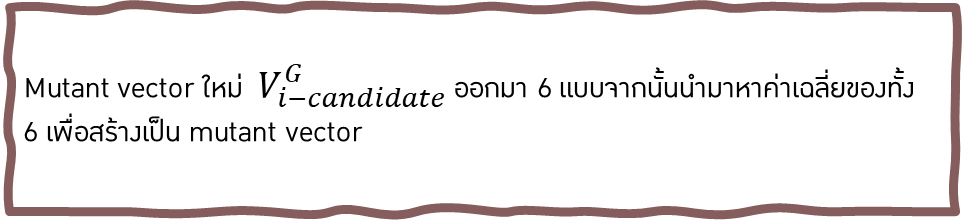 Mutant vector ใหม่ $V_{i-candidate}^{G}$ ออกมา 6 แบบจากนั้นนำมาหาค่าเฉลี่ยของทั้ง
6 เพื่อสร้างเป็น mutant vector